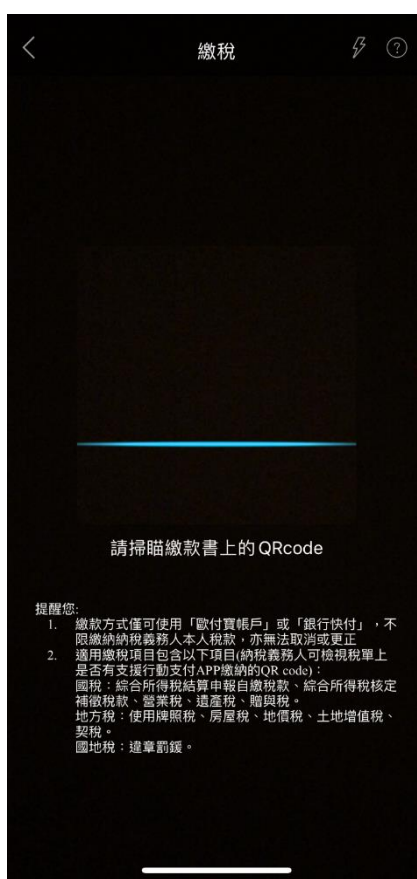 繳稅
請掃瞄繳款書上的QRcode
提醒您:
1. 繳款方式僅可使用「歐付寶帳戶」或「銀行快付」，不
限繳納納稅義務人本人稅款，亦無法取消或更正
2. 適用繳稅項目包含以下項目(納稅義務人可檢視稅單上
是否有支援行動支付APP繳納的QR code)：
國稅：綜合所得稅結算申報自繳稅款、綜合所得稅核定
補徵稅款、營業稅、遺產稅、贈與稅。
地方稅：使用牌照稅、房屋稅、地價稅、土地增值稅、
契稅。
國地稅：違章罰鍰。